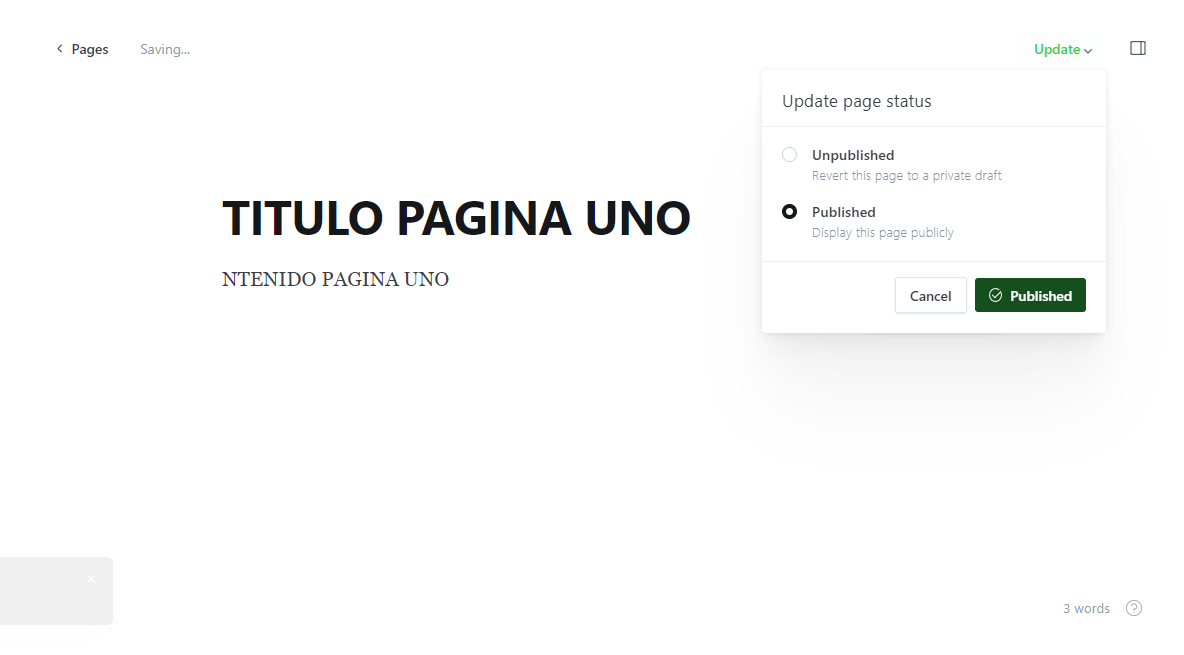 Pages
Saving...
Update
Update page status
Unpublished
Revert this page to a private draft
Published
Display this page publicly
Cancel
Published
TITULO PAGINA UNO
NTENIDO PAGINA UNO
3 words